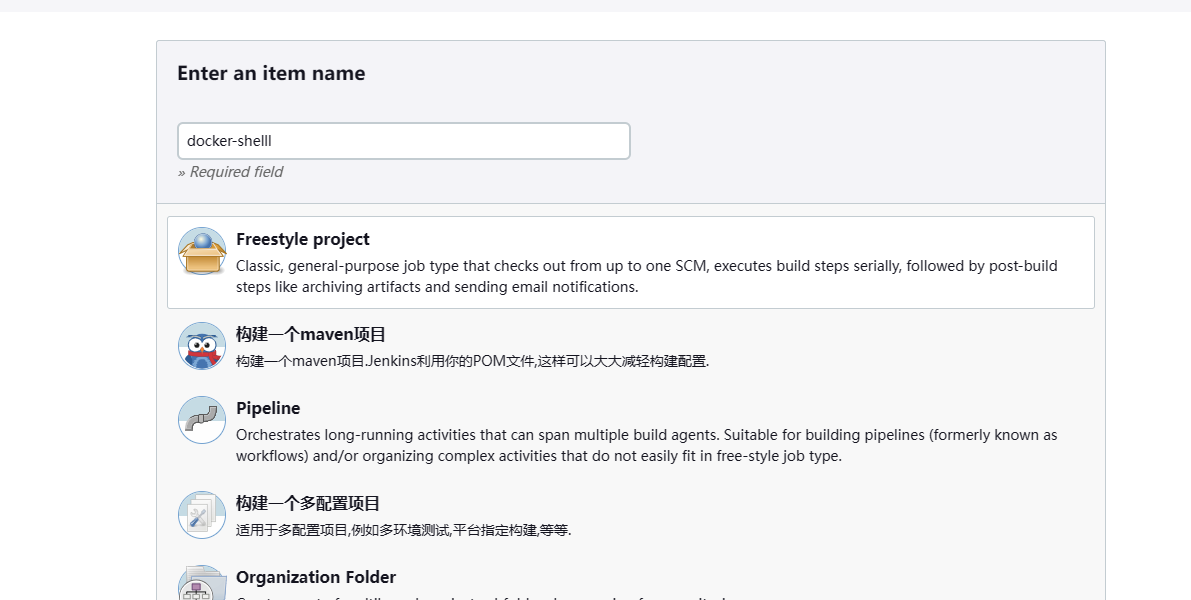 Enter an item name
docker-shelll
» Required field
Freestyle project
Classic, general-purpose job type that checks out from up to one SCM, executes build steps serially, followed by post-build
steps like archiving artifacts and sending email notifications.
构建一个maven项目
构建一个maven项目.Jenkins利用你的POM文件,这样可以大大减轻构建配置.
Pipeline
Orchestrates long-running activities that can span multiple build agents. Suitable for building pipelines (formerly known as
workflows) and/or organizing complex activities that do not easily fit in free-style job type.
构建一个多配置项目
适用于多配置项目,例如多环境测试,平台指定构建,等等.
Organization Folder